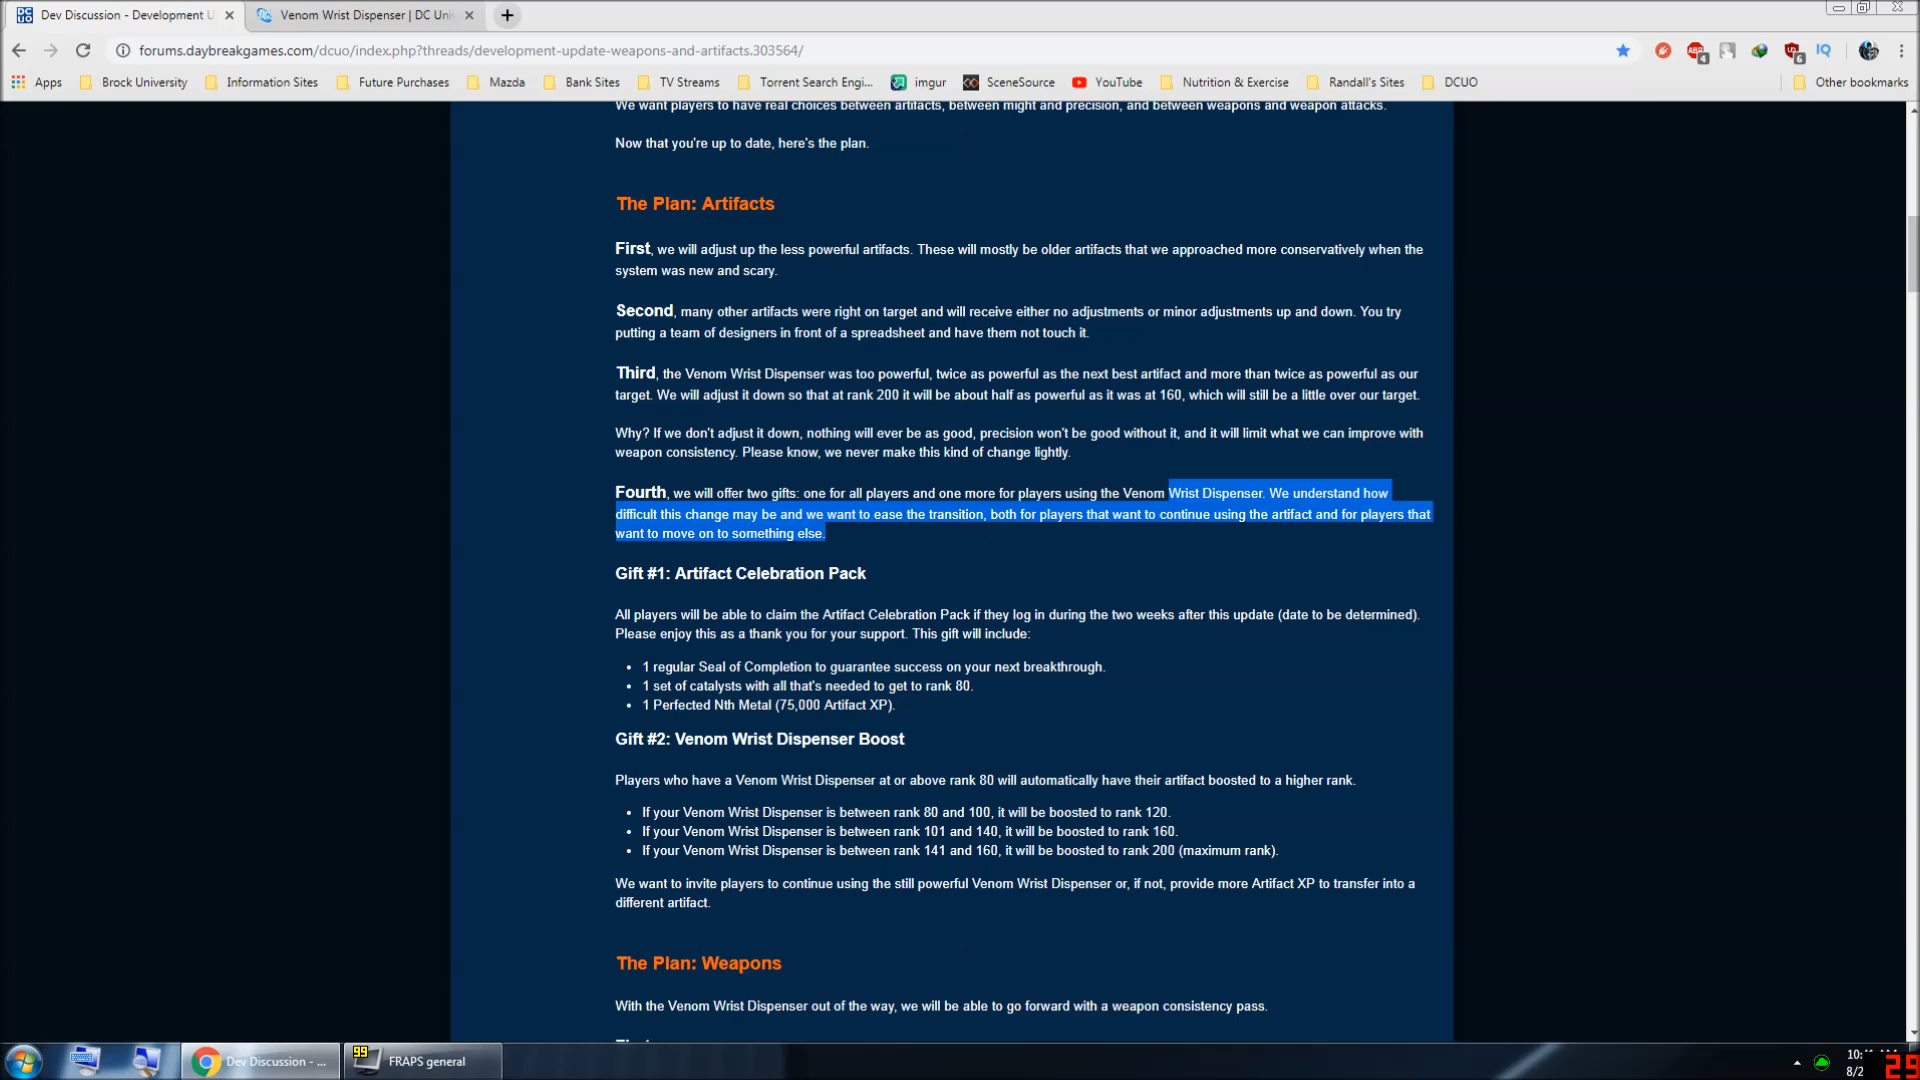 Dev Discussion - Development U
Venom Wrist Dispenser | DC Uni
forums.daybreakgames.com/dcuo/index.php?threads/development-update-weapons-and-artifacts.303564/
Apps
Brock University
Information Sites
Future Purchases
Mazda
Bank Sites
TV Streams
Torrent Search Engi...
imgur
SceneSource
YouTube
Nutrition & Exercise
Randall's Sites
DCUO
Other bookmarks
We want players to have real choices between artifacts, between might and precision, and between weapons and weapon attacks.
Now that you're up to date, here's the plan.
The Plan: Artifacts
First, we will adjust up the less powerful artifacts. These will mostly be older artifacts that we approached more conservatively when the
system was new and scary.
Second, many other artifacts were right on target and will receive either no adjustments or minor adjustments up and down. You try
putting a team of designers in front of a spreadsheet and have them not touch it.
Third, the Venom Wrist Dispenser was too powerful, twice as powerful as the next best artifact and more than twice as powerful as our
target. We will adjust it down so that at rank 200 it will be about half as powerful as it was at 160, which will still be a little over our target.
Why? If we don't adjust it down, nothing will ever be as good, precision won't be good without it, and it will limit what we can improve with
weapon consistency. Please know, we never make this kind of change lightly.
Fourth, we will offer two gifts: one for all players and one more for players using the Venom Wrist Dispenser. We understand how
difficult this change may be and we want to ease the transition, both for players that want to continue using the artifact and for players that
want to move on to something else.
Gift #1: Artifact Celebration Pack
All players will be able to claim the Artifact Celebration Pack if they log in during the two weeks after this update (date to be determined).
Please enjoy this as a thank you for your support. This gift will include:
• 1 regular Seal of Completion to guarantee success on your next breakthrough.
• 1 set of catalysts with all that's needed to get to rank 80.
• 1 Perfected Nth Metal (75,000 Artifact XP).
Gift #2: Venom Wrist Dispenser Boost
Players who have a Venom Wrist Dispenser at or above rank 80 will automatically have their artifact boosted to a higher rank.
• If your Venom Wrist Dispenser is between rank 80 and 100, it will be boosted to rank 120.
• If your Venom Wrist Dispenser is between rank 101 and 140, it will be boosted to rank 160.
• If your Venom Wrist Dispenser is between rank 141 and 160, it will be boosted to rank 200 (maximum rank).
We want to invite players to continue using the still powerful Venom Wrist Dispenser or, if not, provide more Artifact XP to transfer into a
different artifact.
The Plan: Weapons
With the Venom Wrist Dispenser out of the way, we will be able to go forward with a weapon consistency pass.
Dev Discussion - ...
99
FRAPS general
10:
8/2
29